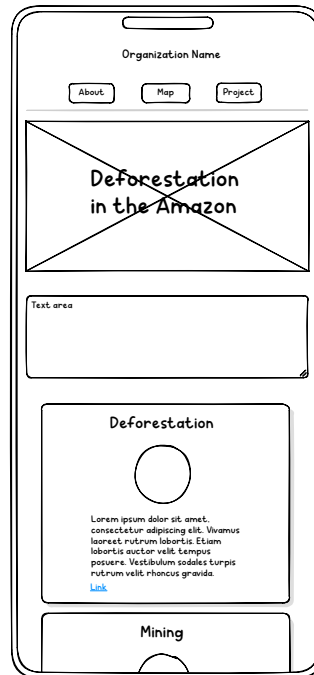 Organization Name
About Map Project
Deforestation
in the Amazon
Text area
Deforestation
Lorem ipsum dolor sit amet,
consectetur adipiscing elit. Vivamus
laoreet rutrum lobortis. Etiam
lobortis auctor velit tempus
posuere. Vestibulum sodales turpis
rutrum velit rhoncus gravida.
Link
Mining